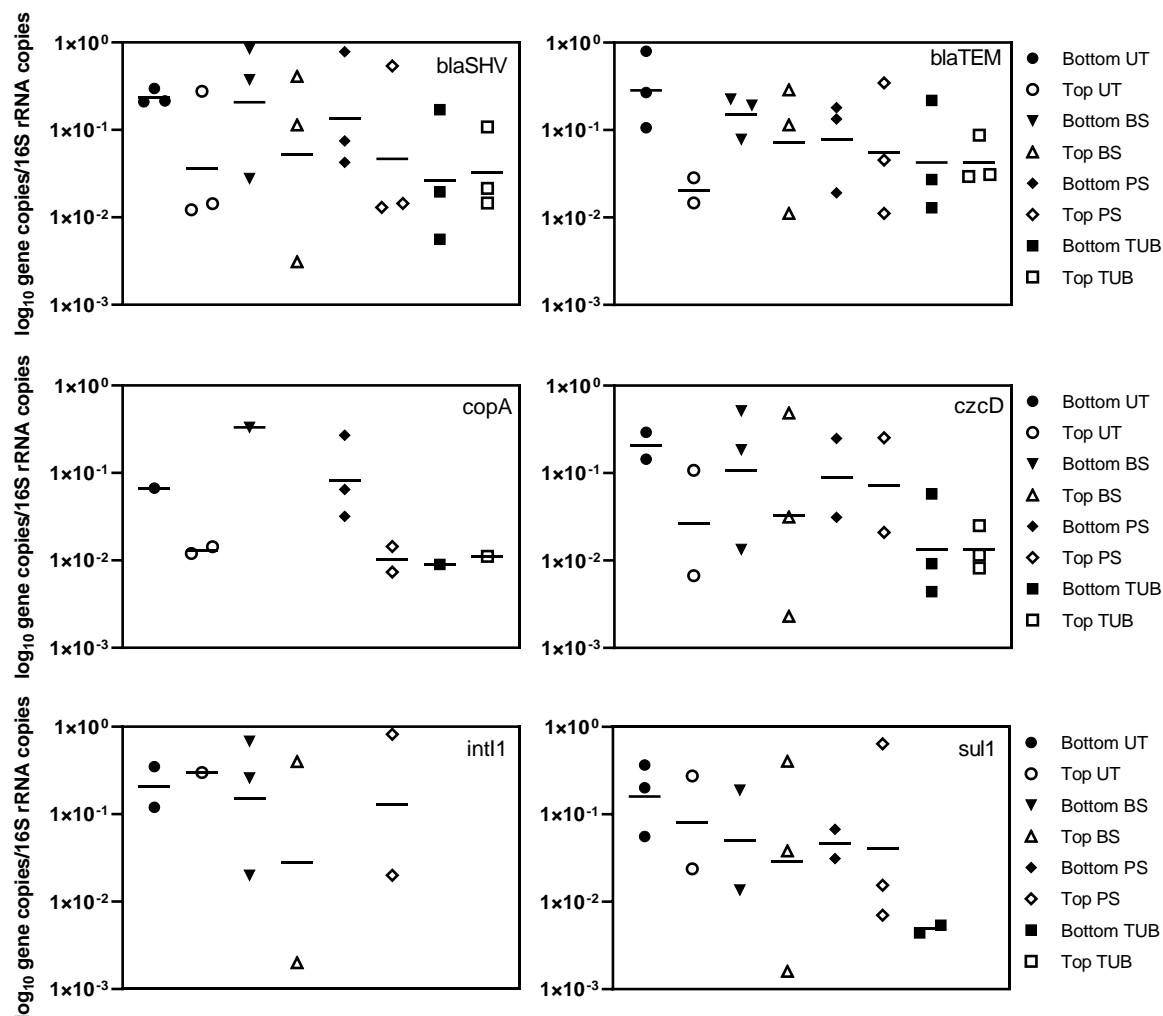 log₁₀ gene copies/16S rRNA copies
1×10⁰
1×10⁻¹
1×10⁻²
1×10⁻³
blaSHV
1×10⁰
1×10⁻¹
1×10⁻²
1×10⁻³
blaTEM
Bottom UT
Top UT
Bottom BS
Top BS
Bottom PS
Top PS
Bottom TUB
Top TUB
log₁₀ gene copies/16S rRNA copies
1×10⁰
1×10⁻¹
1×10⁻²
1×10⁻³
copA
1×10⁰
1×10⁻¹
1×10⁻²
1×10⁻³
czcD
Bottom UT
Top UT
Bottom BS
Top BS
Bottom PS
Top PS
Bottom TUB
Top TUB
log₁₀ gene copies/16S rRNA copies
1×10⁰
1×10⁻¹
1×10⁻²
1×10⁻³
intI1
1×10⁰
1×10⁻¹
1×10⁻²
1×10⁻³
sul1
Bottom UT
Top UT
Bottom BS
Top BS
Bottom PS
Top PS
Bottom TUB
Top TUB